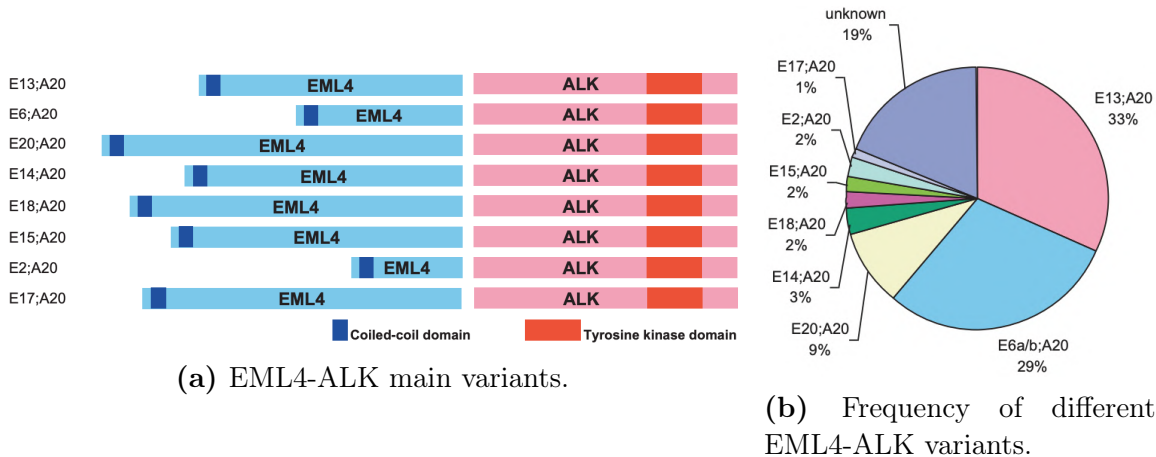 E13;A20
EML4
ALK
E6;A20
EML4
ALK
E20;A20
EML4
ALK
E14;A20
EML4
ALK
E18;A20
EML4
ALK
E15;A20
EML4
ALK
E2;A20
EML4
ALK
E17;A20
EML4
ALK
Coiled-coil domain
Tyrosine kinase domain
(a) EML4-ALK main variants.
unknown
19%
E17;A20
1%
E2;A20
2%
E15;A20
2%
E18;A20
2%
E14;A20
3%
E20;A20
9%
E6a/b;A20
29%
E13;A20
33%
(b) Frequency of different
EML4-ALK variants.